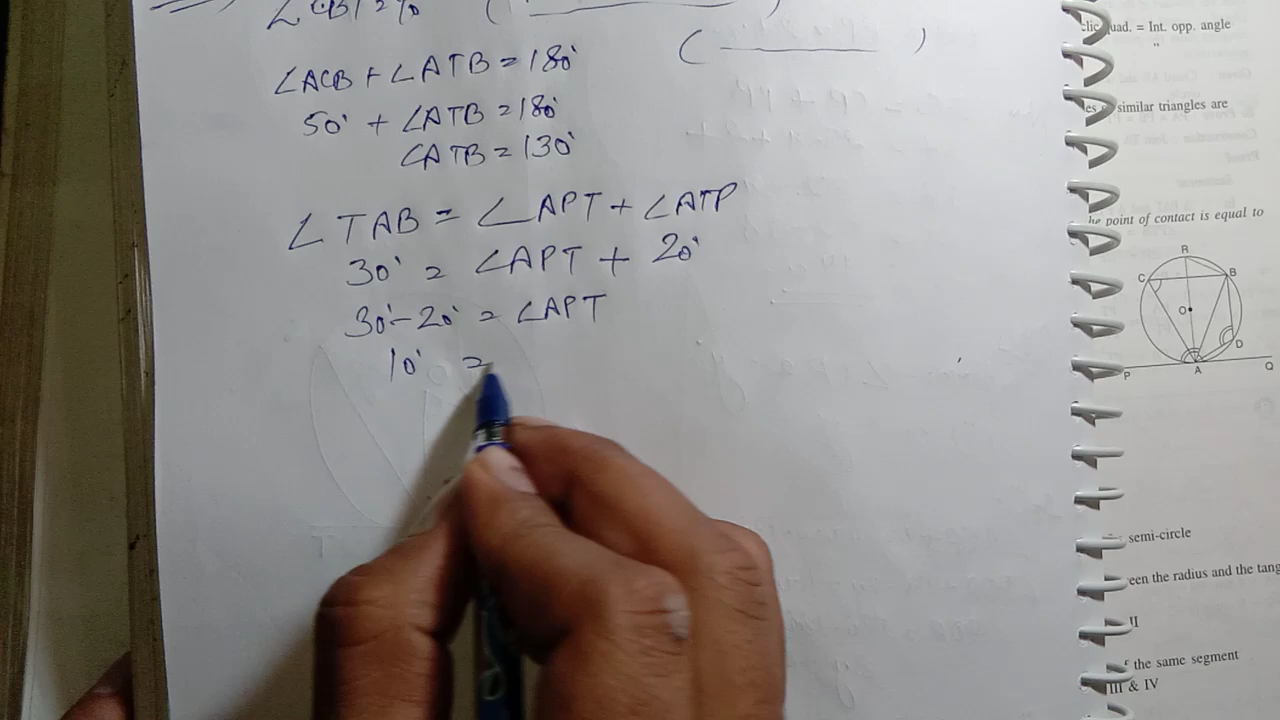 ∠ACB + ∠ATB = 180°
50° + ∠ATB = 180°
∠ATB = 130°
∠TAB = ∠APT + ∠ATP
30° = ∠APT + 20°
30° - 20° = ∠APT
10° =
quad. = Int. opp. angle
"
similar triangles are
he point of contact is equal to
R
C
B
O
D
P
A
Q
semi-circle
een the radius and the tang
II
the same segment
III & IV